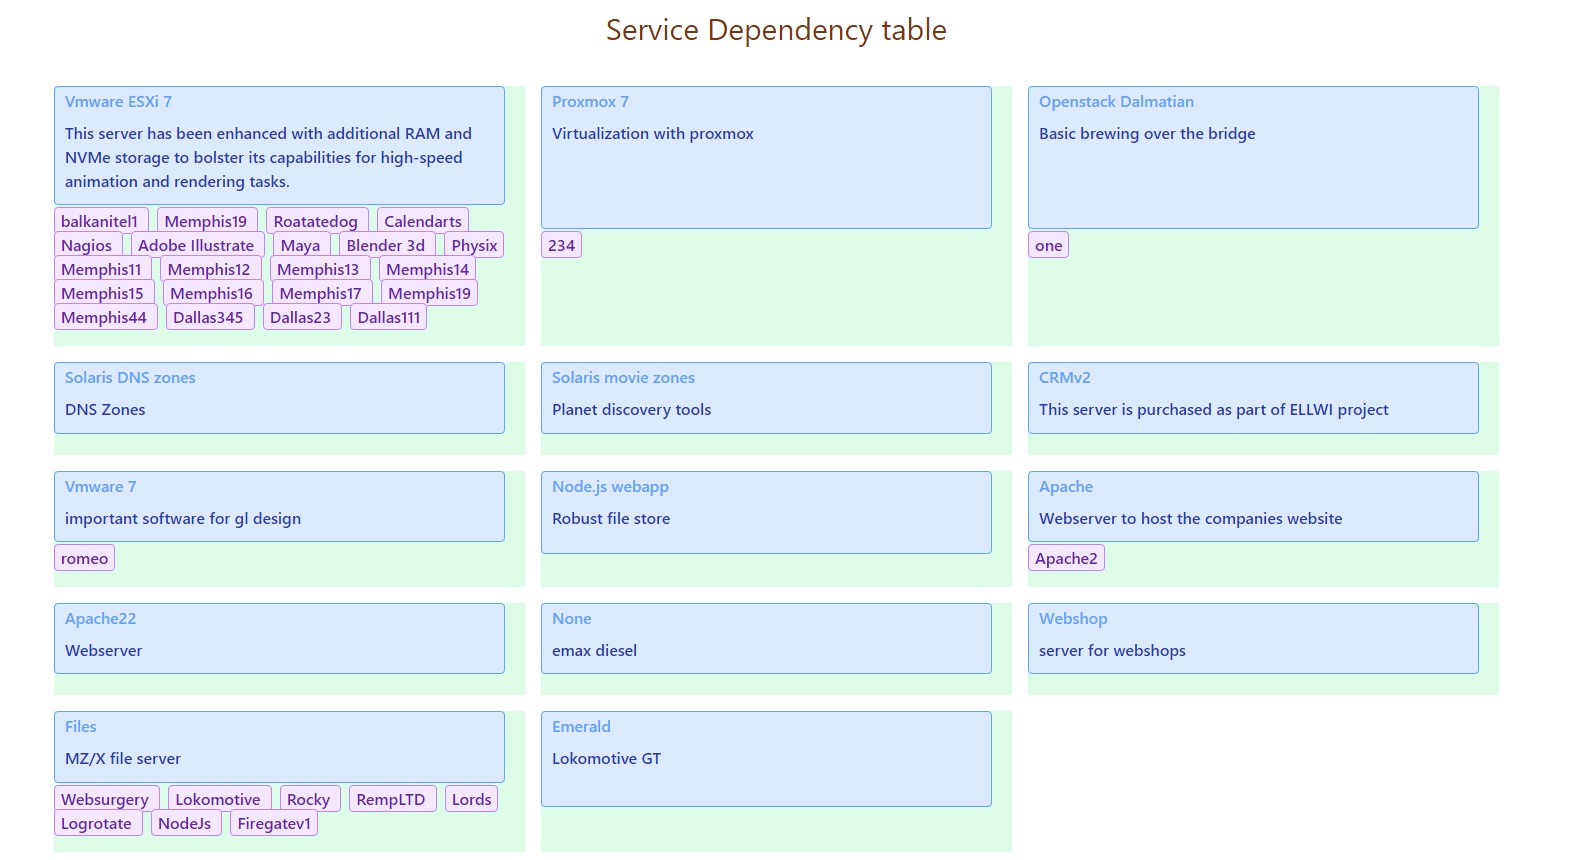 Service Dependency table
Vmware ESXi 7
This server has been enhanced with additional RAM and
NVMe storage to bolster its capabilities for high-speed
animation and rendering tasks.
balkanitel1 Memphis19 Roatatedog Calendarts
Nagios Adobe Illustrate Maya Blender 3d Physix
Memphis11 Memphis12 Memphis13 Memphis14
Memphis15 Memphis16 Memphis17 Memphis19
Memphis44 Dallas345 Dallas23 Dallas111
Proxmox 7
Virtualization with proxmox
234
Openstack Dalmatian
Basic brewing over the bridge
one
Solaris DNS zones
DNS Zones
Solaris movie zones
Planet discovery tools
CRMv2
This server is purchased as part of ELLWI project
Vmware 7
important software for gl design
romeo
Node.js webapp
Robust file store
Apache
Webserver to host the companies website
Apache2
Apache22
Webserver
None
emax diesel
Webshop
server for webshops
Files
MZ/X file server
Websurgery Lokomotive Rocky RempLTD Lords
Logrotate NodeJs Firegatev1
Emerald
Lokomotive GT